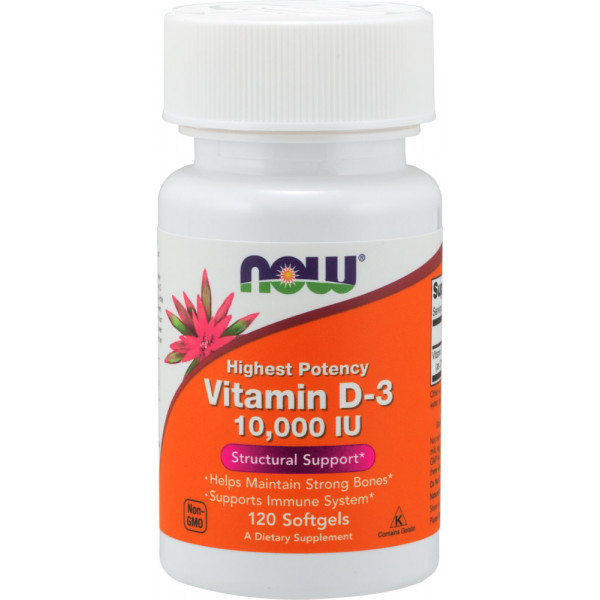 NOW®
Highest Potency
Vitamin D-3
10,000 IU
Structural Support*
•Helps Maintain Strong Bones*
•Supports Immune System*
120 Softgels
A Dietary Supplement
Non-
GMO
K
Contains Gelatin